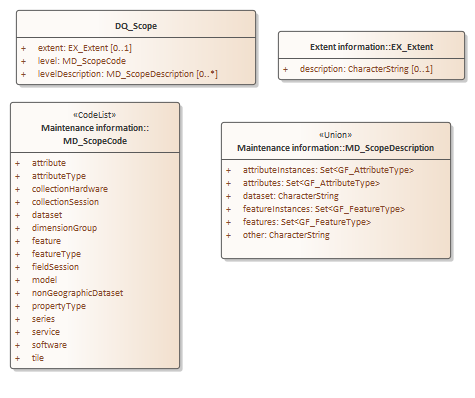 DQ_Scope
+ extent: EX_Extent [0..1]
+ level: MD_ScopeCode
+ levelDescription: MD_ScopeDescription [0..*]
Extent information::EX_Extent
+ description: CharacterString [0..1]
«CodeList»
Maintenance information::
MD_ScopeCode
+ attribute
+ attributeType
+ collectionHardware
+ collectionSession
+ dataset
+ dimensionGroup
+ feature
+ featureType
+ fieldSession
+ model
+ nonGeographicDataset
+ propertyType
+ series
+ service
+ software
+ tile
«Union»
Maintenance information::MD_ScopeDescription
+ attributeInstances: Set<GF_AttributeType>
+ attributes: Set<GF_AttributeType>
+ dataset: CharacterString
+ featureInstances: Set<GF_FeatureType>
+ features: Set<GF_FeatureType>
+ other: CharacterString